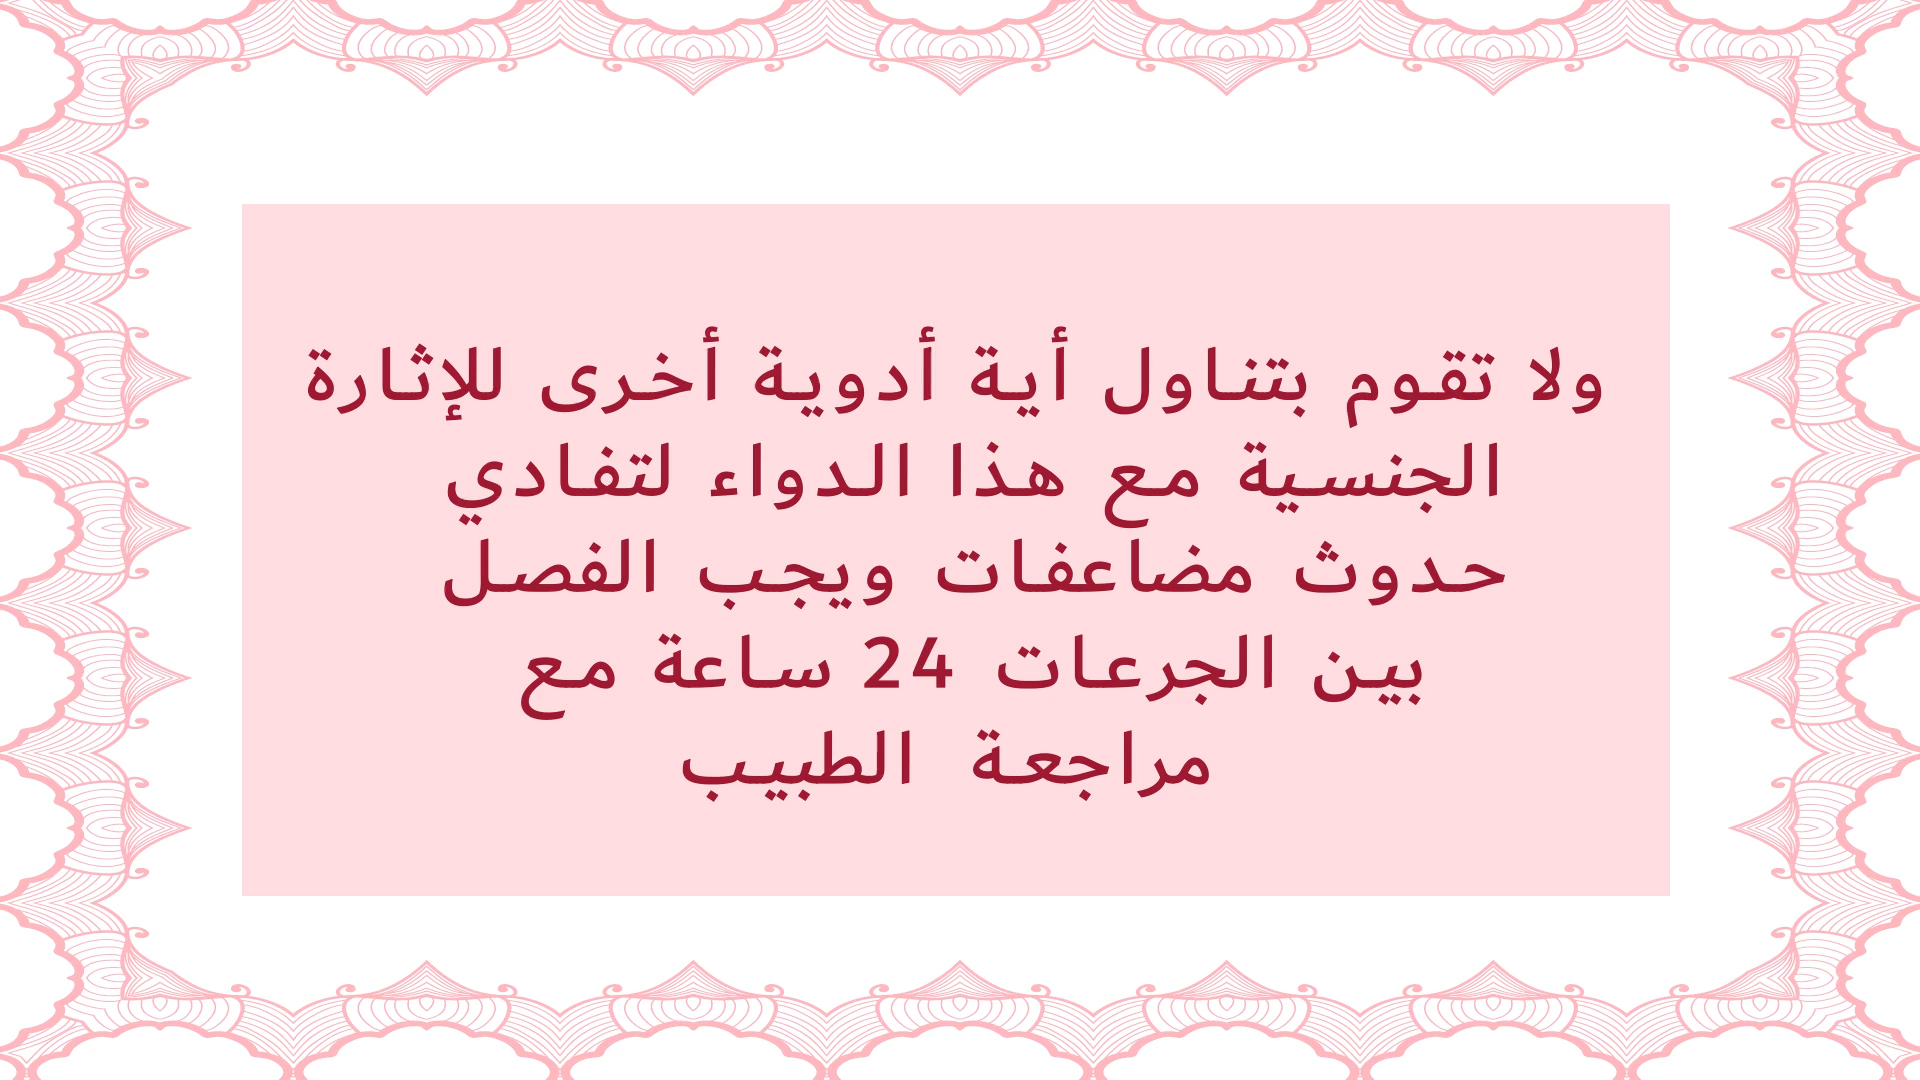 ولا تقوم بتناول أية أدوية أخرى للإثارة
الجنسية مع هذا الدواء لتفادي
حدوث مضاعفات ويجب الفصل
بين الجرعات 24 ساعة مع
مراجعة الطبيب